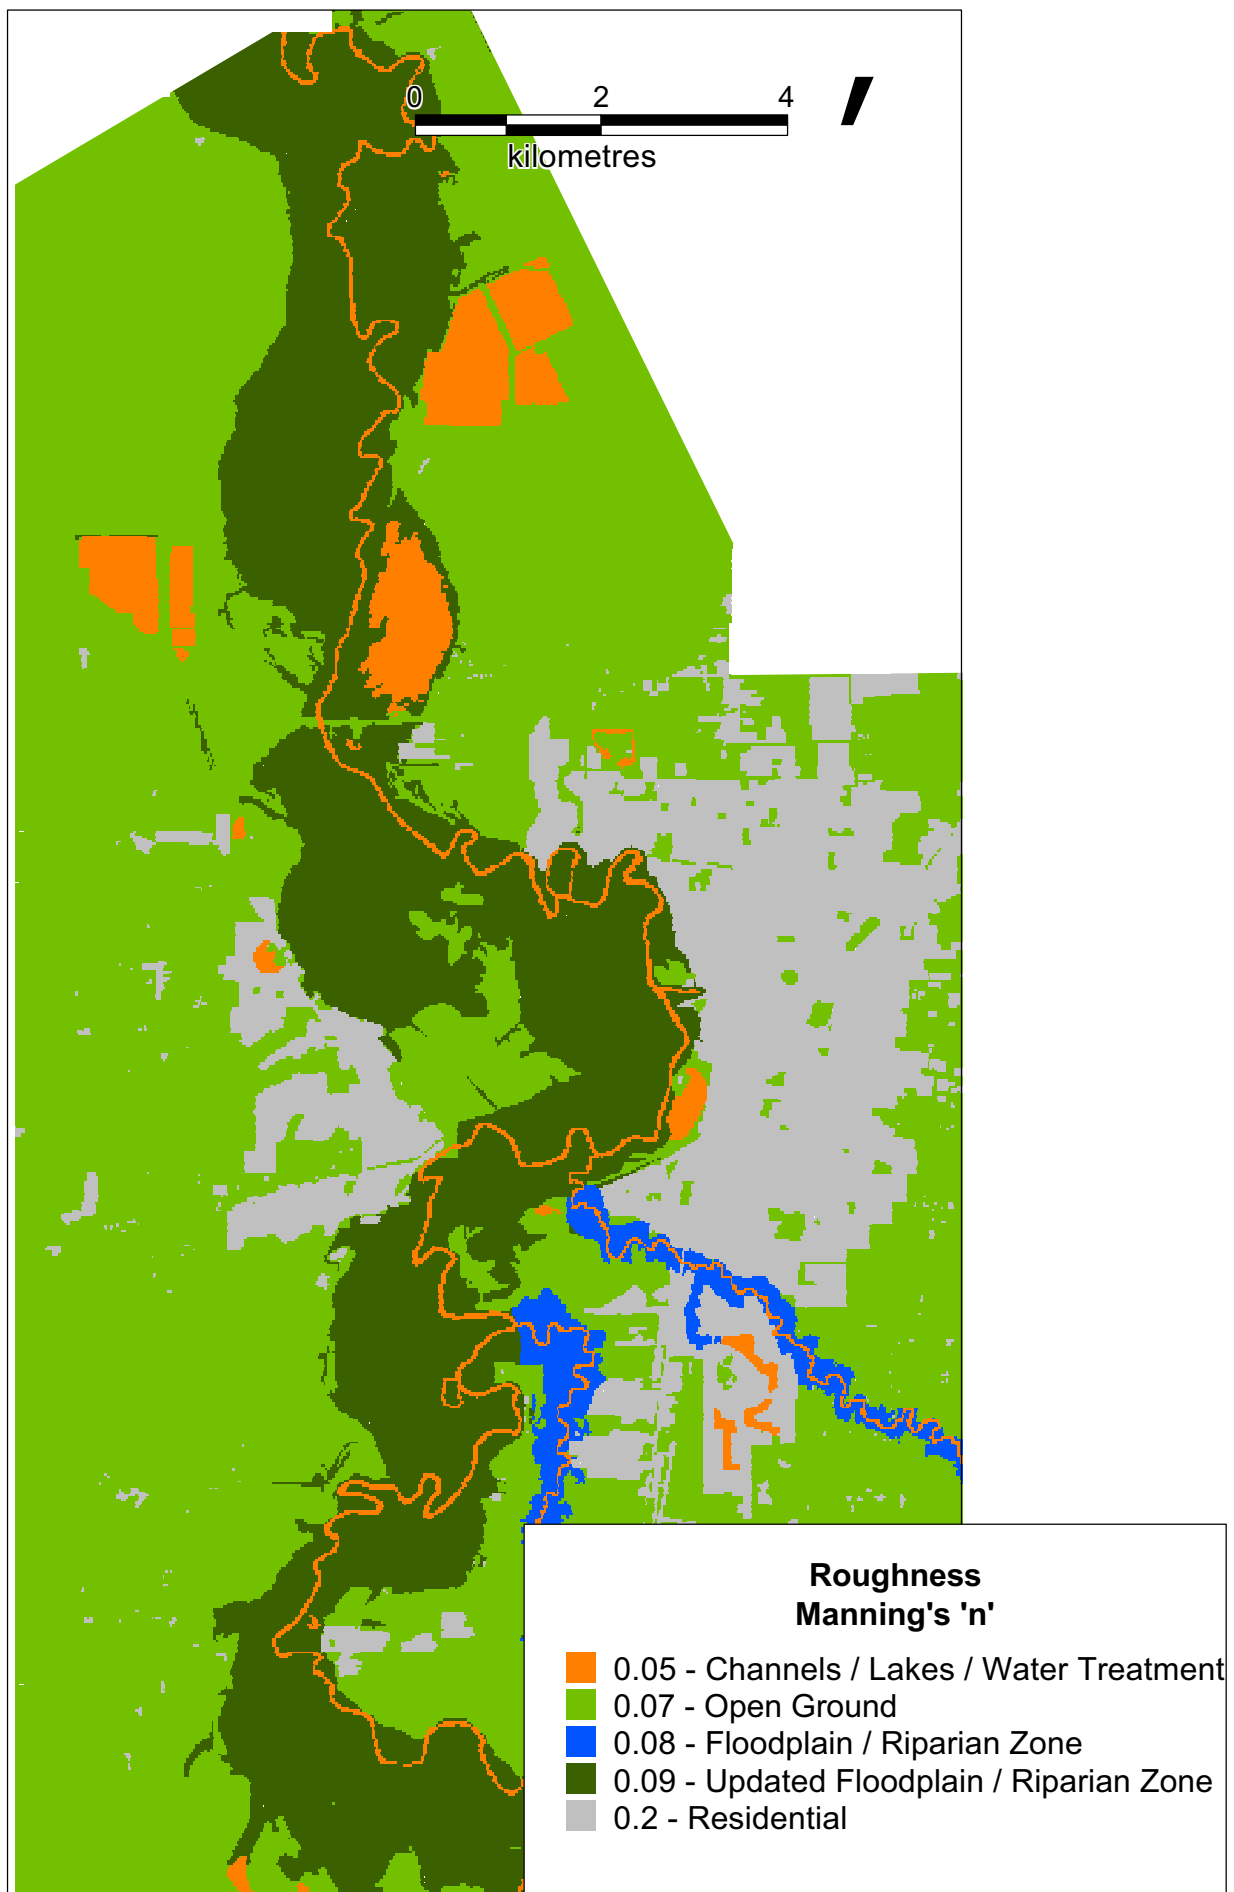 0 2 4
kilometres
Roughness
Manning's 'n'
0.05 - Channels / Lakes / Water Treatment
0.07 - Open Ground
0.08 - Floodplain / Riparian Zone
0.09 - Updated Floodplain / Riparian Zone
0.2 - Residential